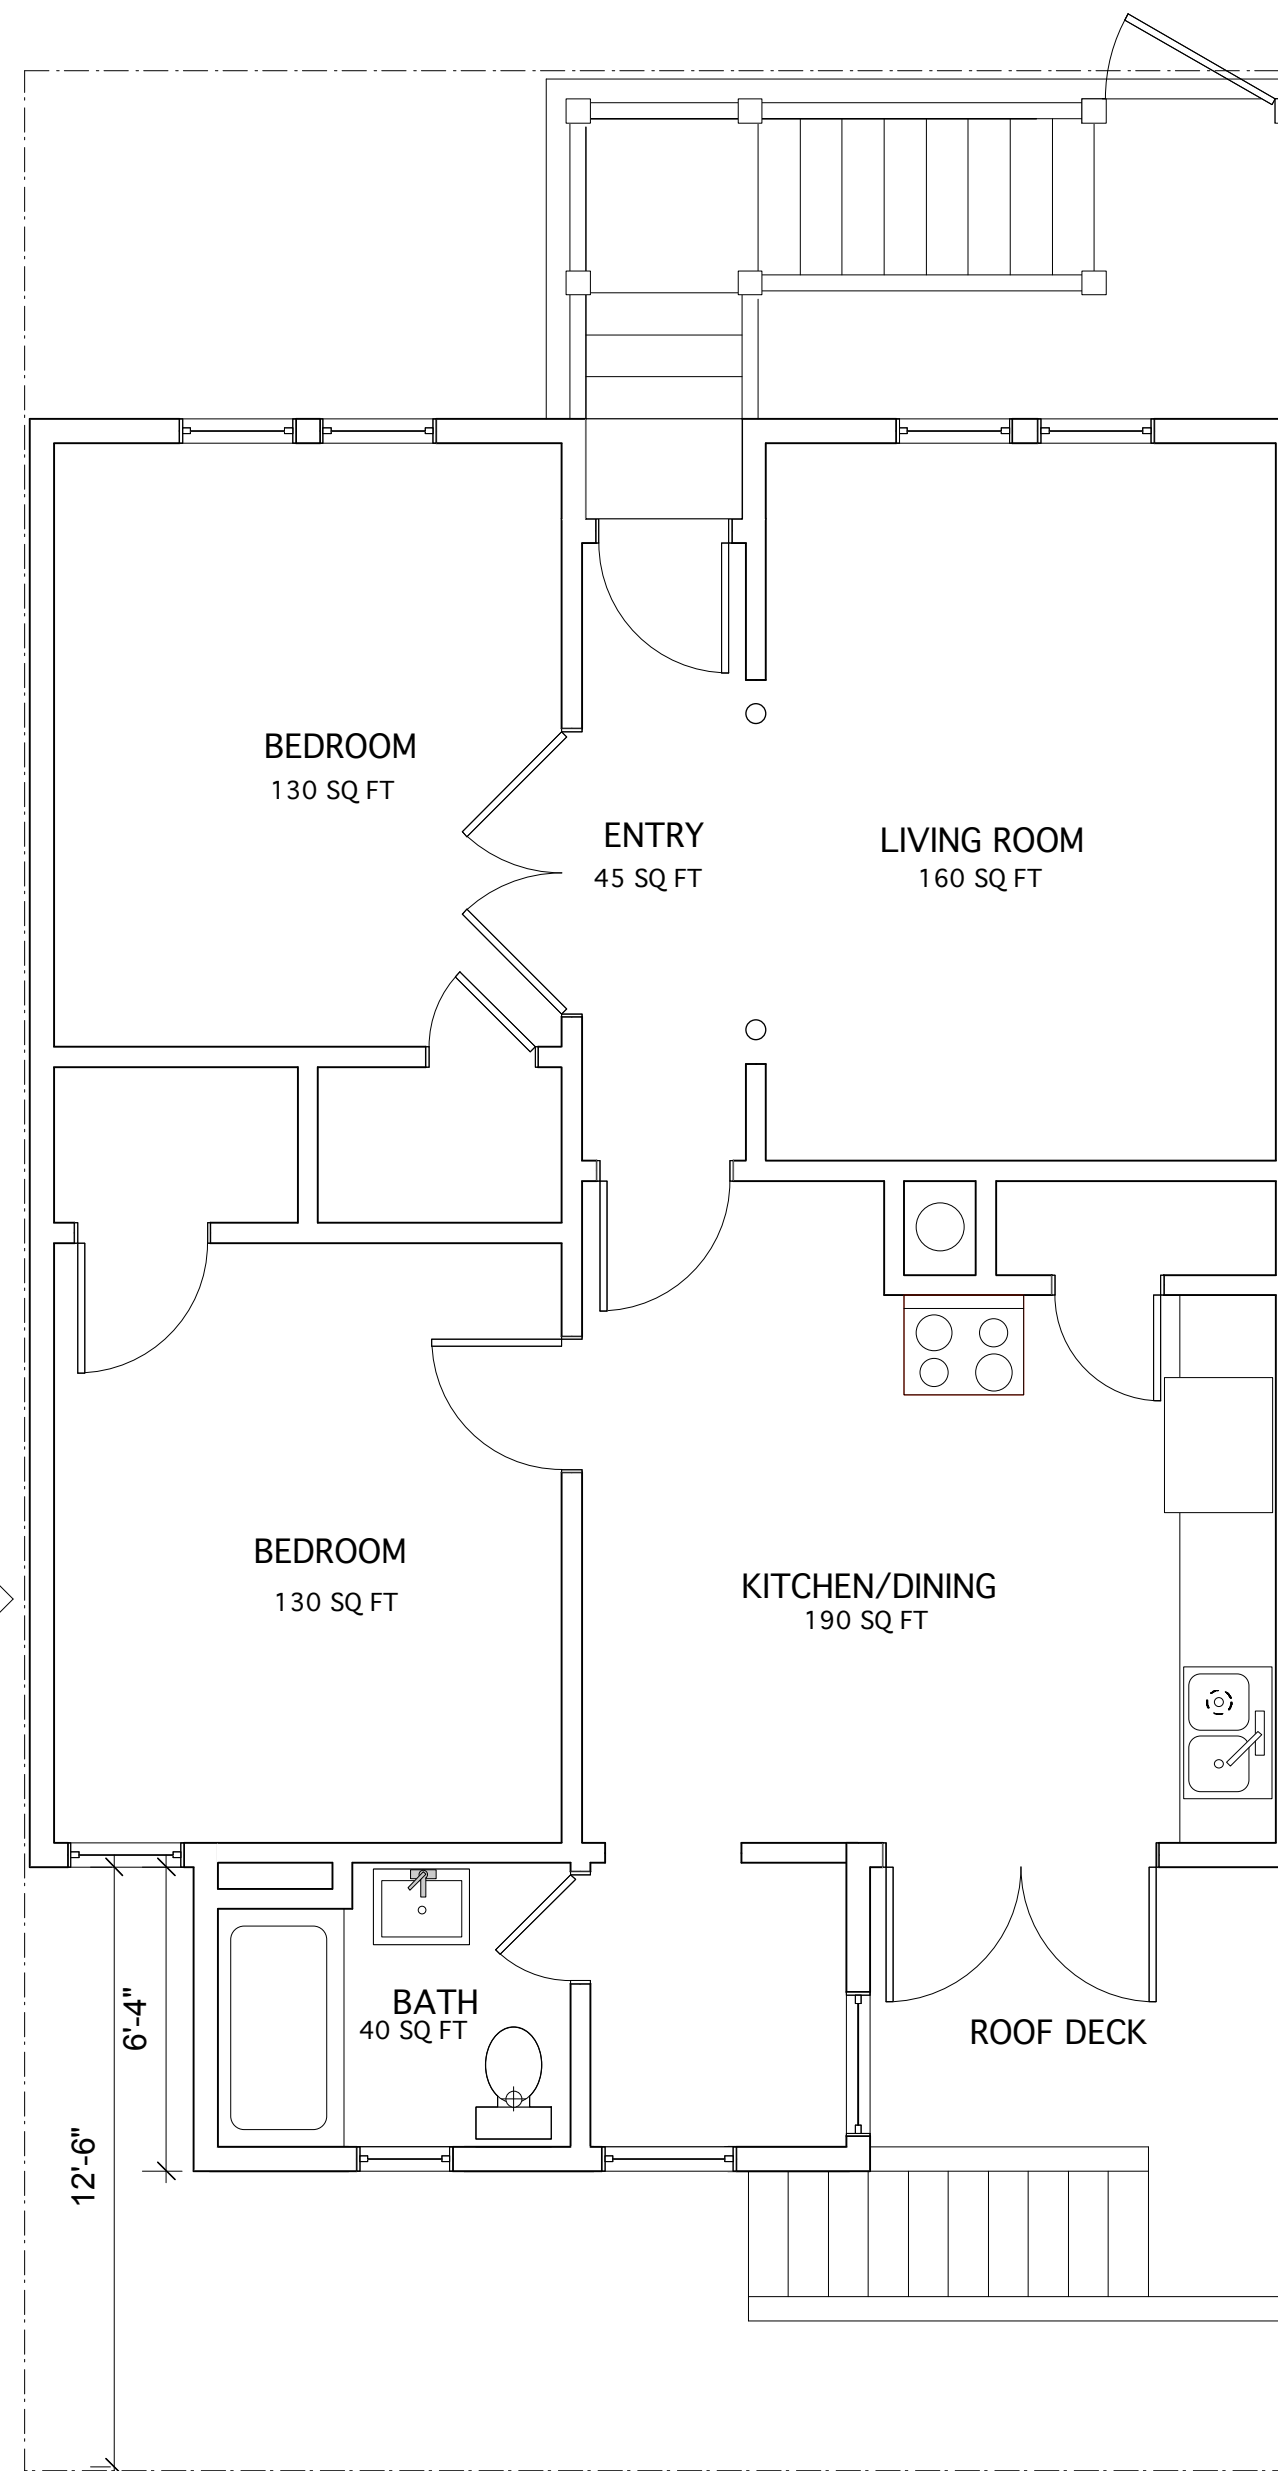 BEDROOM
130 SQ FT
ENTRY
45 SQ FT
LIVING ROOM
160 SQ FT
BEDROOM
130 SQ FT
KITCHEN/DINING
190 SQ FT
BATH
40 SQ FT
ROOF DECK
6'-4"
12'-6"